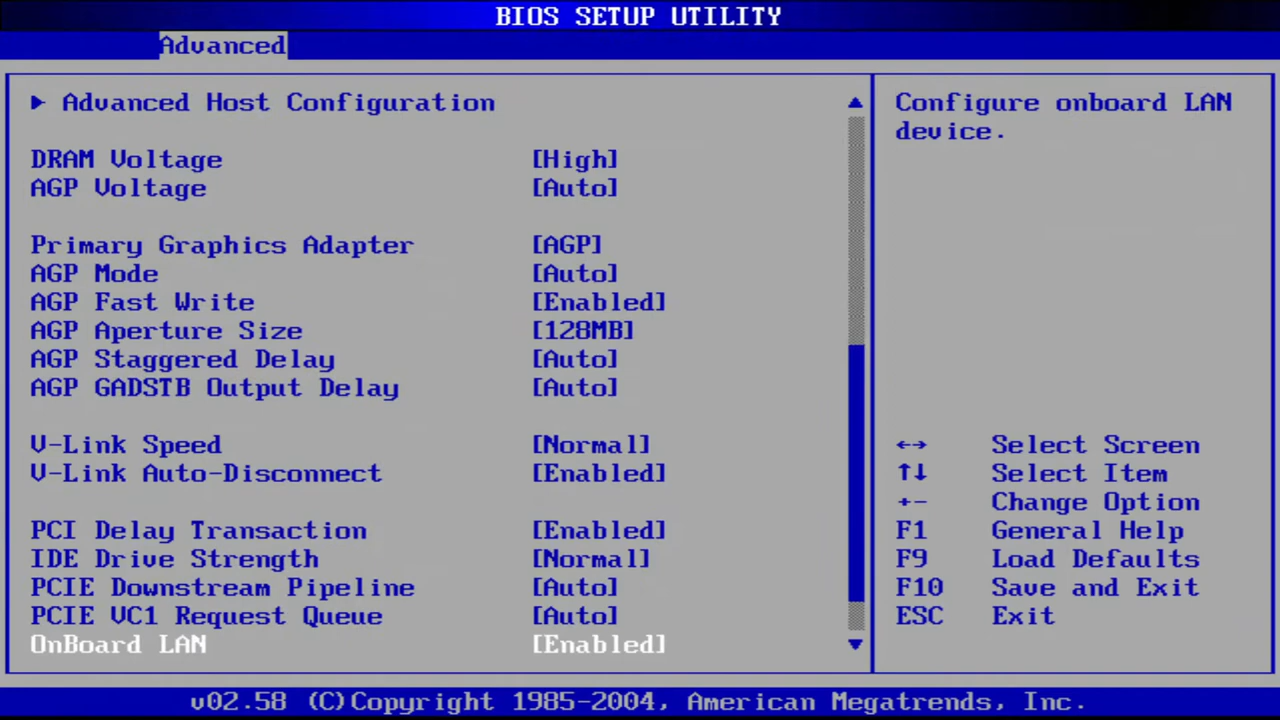 BIOS SETUP UTILITY
Advanced
Advanced Host Configuration
DRAM Voltage [High]
AGP Voltage [Auto]
Primary Graphics Adapter [AGP]
AGP Mode [Auto]
AGP Fast Write [Enabled]
AGP Aperture Size [128MB]
AGP Staggered Delay [Auto]
AGP GADSTB Output Delay [Auto]
V-Link Speed [Normal]
V-Link Auto-Disconnect [Enabled]
PCI Delay Transaction [Enabled]
IDE Drive Strength [Normal]
PCIE Downstream Pipeline [Auto]
PCIE VC1 Request Queue [Auto]
OnBoard LAN [Enabled]
Configure onboard LAN
device.
←→ Select Screen
↑↓ Select Item
+- Change Option
F1 General Help
F9 Load Defaults
F10 Save and Exit
ESC Exit
v02.58 (C)Copyright 1985-2004, American Megatrends, Inc.